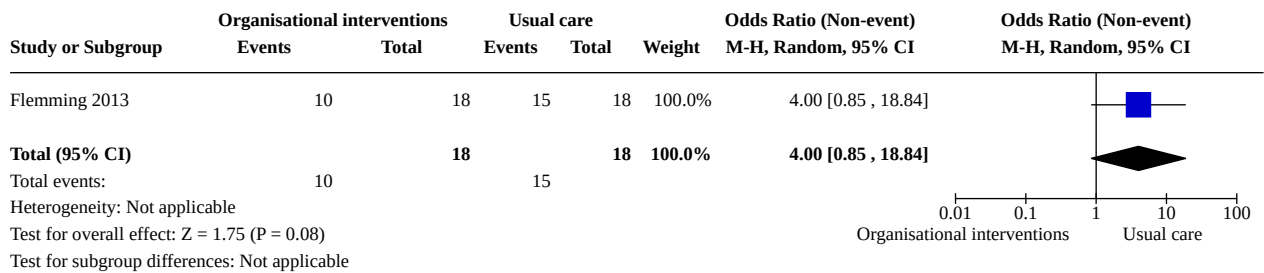 Organisational interventions Usual care Odds Ratio (Non-event) Odds Ratio (Non-event)
Study or Subgroup Events Total Events Total Weight M-H, Random, 95% CI M-H, Random, 95% CI
Flemming 2013 10 18 15 18 100.0% 4.00 [0.85 , 18.84]
Total (95% CI) 18 18 100.0% 4.00 [0.85 , 18.84]
Total events: 10 15
Heterogeneity: Not applicable
0.01 0.1 1 10 100
Test for overall effect: Z = 1.75 (P = 0.08)
Organisational interventions Usual care
Test for subgroup differences: Not applicable